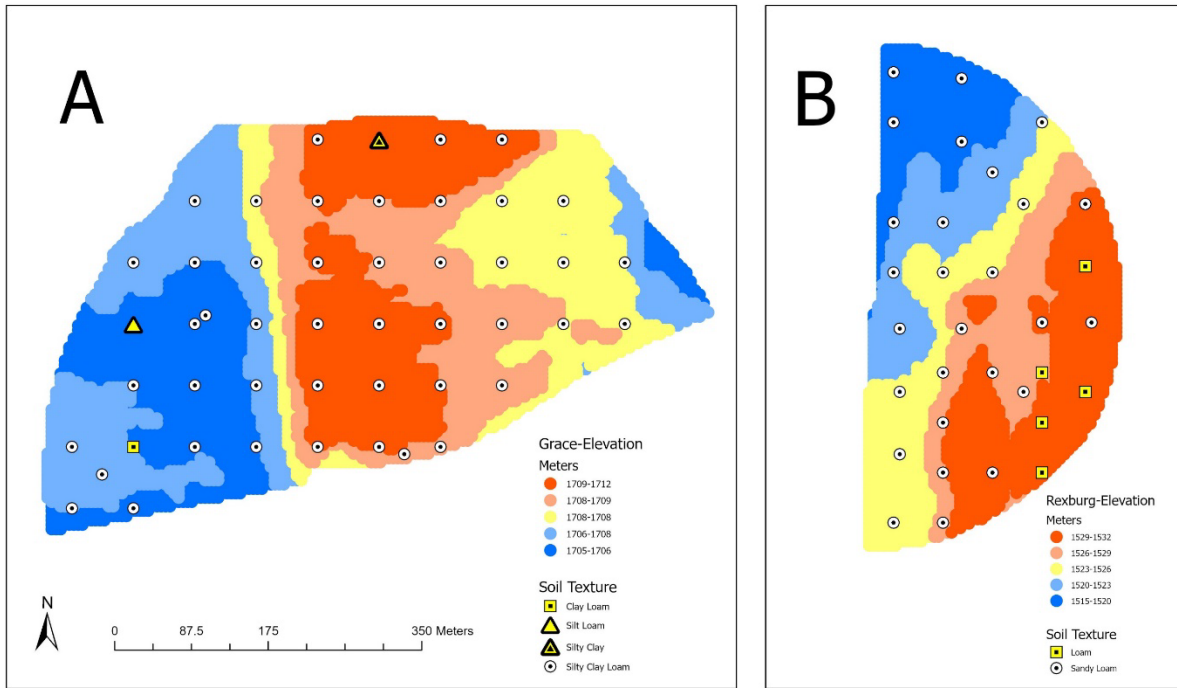 A
Grace-Elevation
Meters
1709-1712
1708-1709
1708-1708
1706-1708
1705-1706
Soil Texture
Clay Loam
Silt Loam
Silty Clay
Silty Clay Loam
N
0 87.5 175 350 Meters
B
Rexburg-Elevation
Meters
1529-1532
1526-1529
1523-1526
1520-1523
1515-1520
Soil Texture
Loam
Sandy Loam